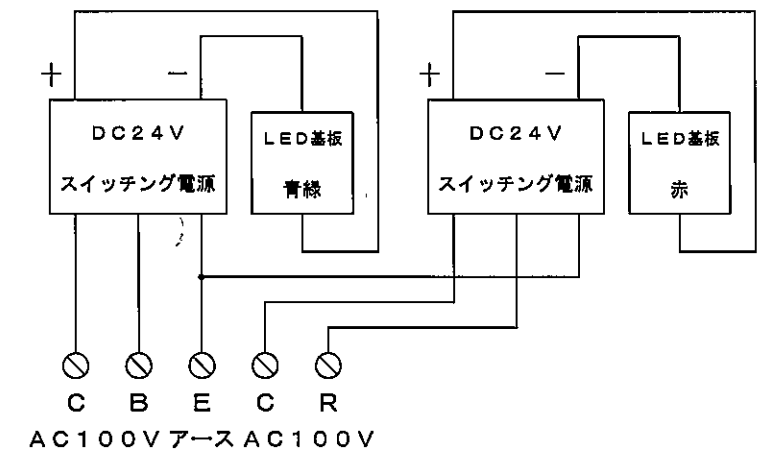 + −
+ −
DC24V
スイッチング電源
LED基板
青緑
DC24V
スイッチング電源
LED基板
赤
C B E C R
AC100V アース AC100V